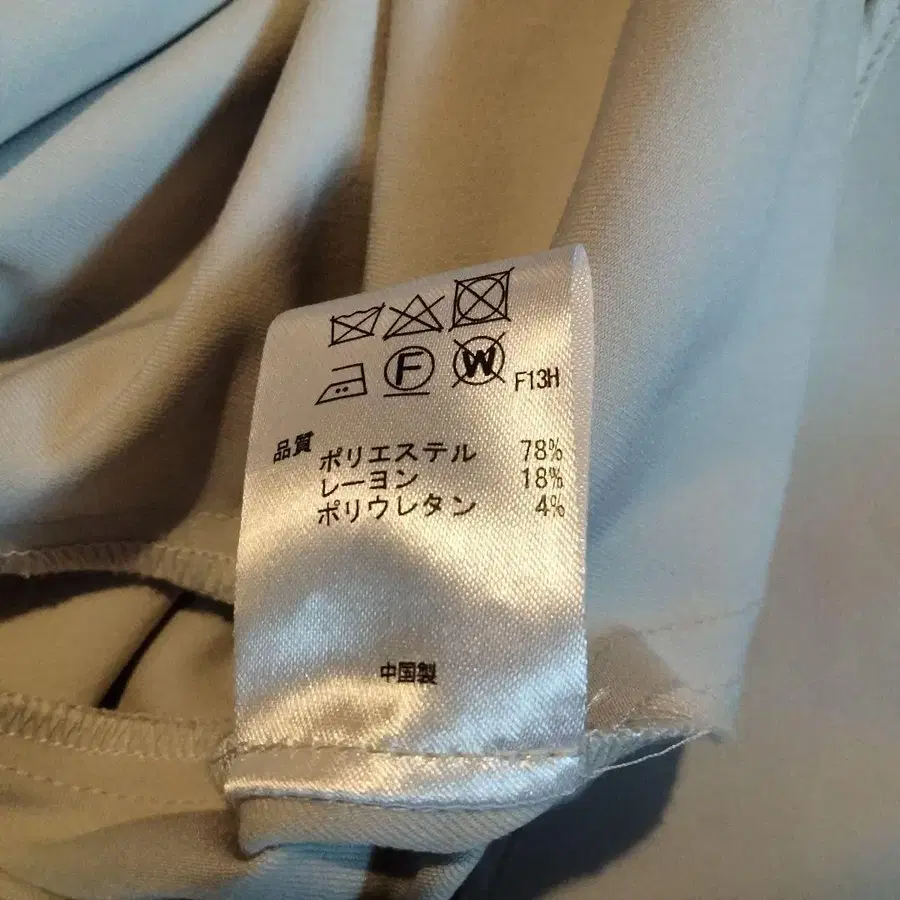 F W F13H
品質
ポリエステル 78%
レーヨン 18%
ポリウレタン 4%
中国製